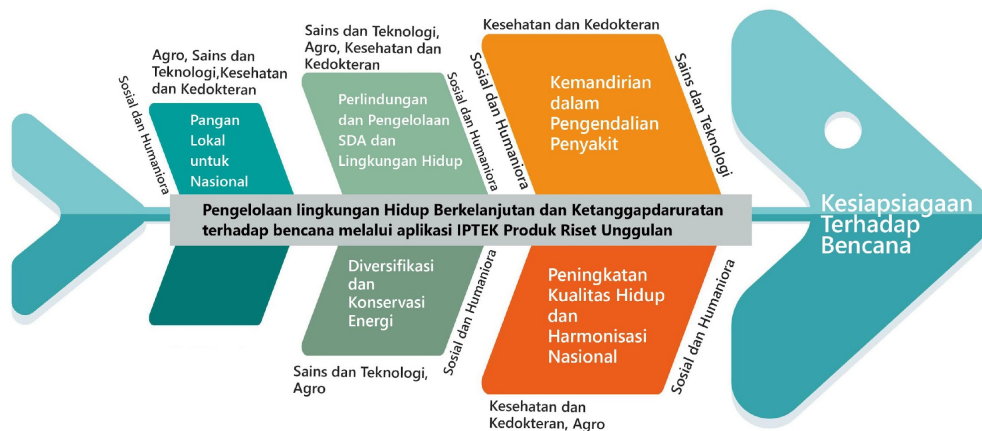 Agro, Sains dan
Teknologi,Kesehatan
dan Kedokteran
Sosial dan Humaniora
Pangan
Lokal
untuk
Nasional
Sains dan Teknologi,
Agro, Kesehatan dan
Kedokteran
Perlindungan
dan Pengelolaan
SDA dan
Lingkungan Hidup
Sosial dan Humaniora
Kesehatan dan Kedokteran
Sosial dan Humaniora
Kemandirian
dalam
Pengendalian
Penyakit
Sains dan Teknologi
Pengelolaan lingkungan Hidup Berkelanjutan dan Ketanggapdaruratan
terhadap bencana melalui aplikasi IPTEK Produk Riset Unggulan
Kesiapsiagaan
Terhadap
Bencana
Diversifikasi
dan
Konservasi
Energi
Sosial dan Humaniora
Sains dan Teknologi,
Agro
Peningkatan
Kualitas Hidup
dan
Harmonisasi
Nasional
Sosial dan Humaniora
Kesehatan dan
Kedokteran, Agro